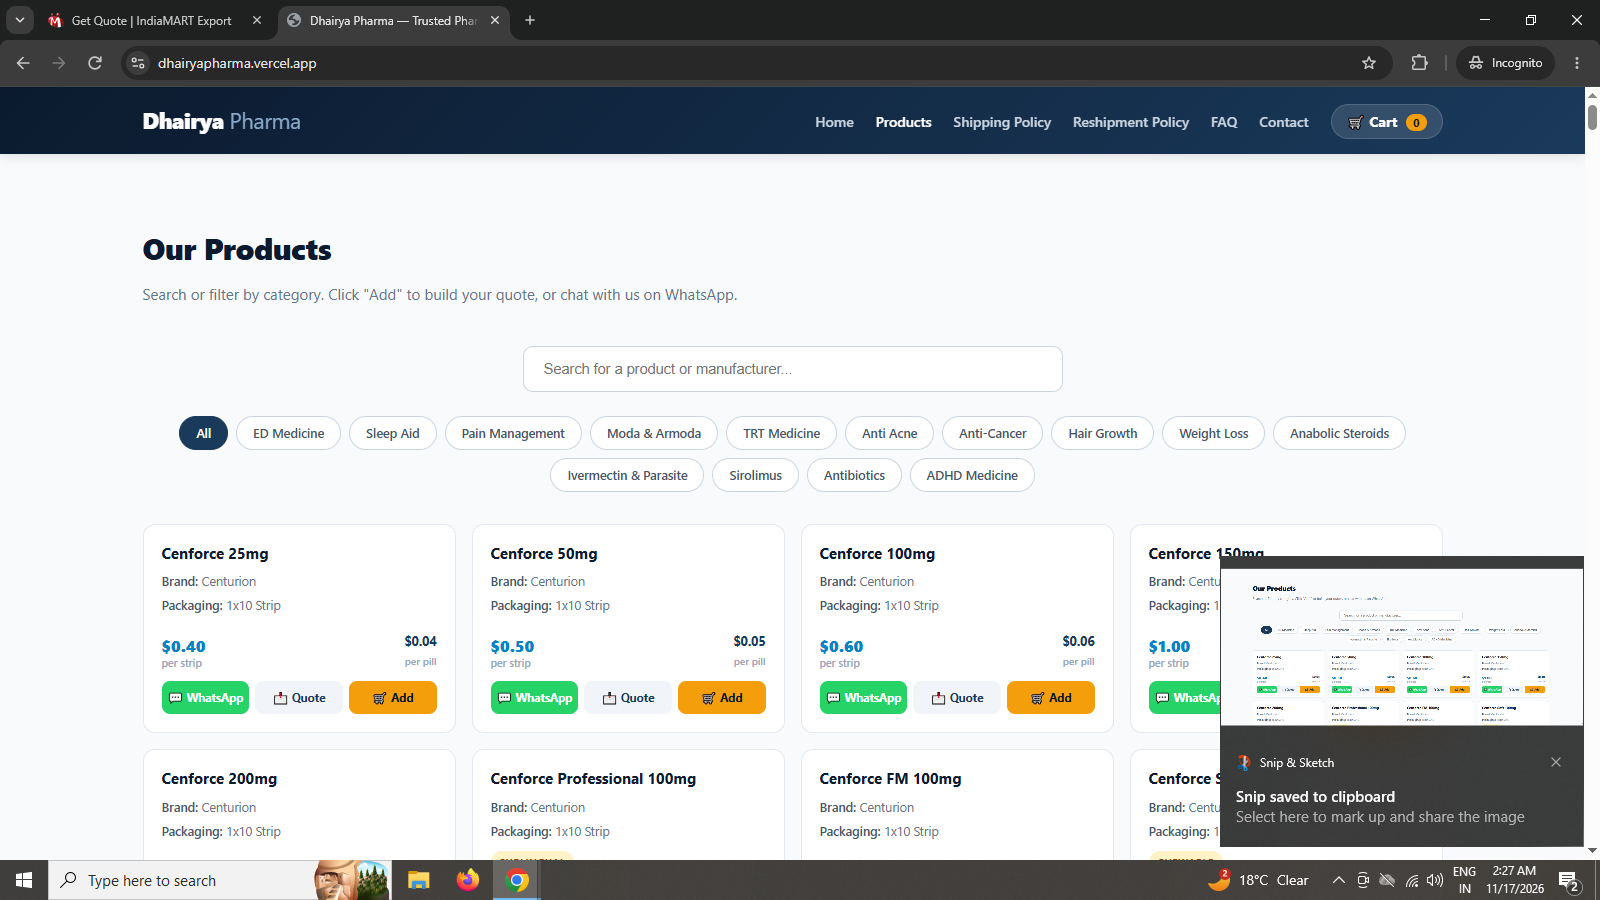 Get Quote | IndiaMART Export
Dhairya Pharma — Trusted Phar
dhairyapharma.vercel.app
Incognito
Dhairya Pharma
Home
Products
Shipping Policy
Reshipment Policy
FAQ
Contact
Cart 0
Our Products
Search or filter by category. Click "Add" to build your quote, or chat with us on WhatsApp.
Search for a product or manufacturer...
All
ED Medicine
Sleep Aid
Pain Management
Moda & Armoda
TRT Medicine
Anti Acne
Anti-Cancer
Hair Growth
Weight Loss
Anabolic Steroids
Ivermectin & Parasite
Sirolimus
Antibiotics
ADHD Medicine
Cenforce 25mg
Brand: Centurion
Packaging: 1x10 Strip
$0.40
per strip
$0.04
per pill
WhatsApp
Quote
Add
Cenforce 50mg
Brand: Centurion
Packaging: 1x10 Strip
$0.50
per strip
$0.05
per pill
WhatsApp
Quote
Add
Cenforce 100mg
Brand: Centurion
Packaging: 1x10 Strip
$0.60
per strip
$0.06
per pill
WhatsApp
Quote
Add
Cenforce 150mg
Brand: Centu
Packaging: 1
$1.00
per strip
WhatsApp
Cenforce 200mg
Brand: Centurion
Packaging: 1x10 Strip
Cenforce Professional 100mg
Brand: Centurion
Packaging: 1x10 Strip
Cenforce FM 100mg
Brand: Centurion
Packaging: 1x10 Strip
Cenforce
Brand: Centu
Packaging: 1
Our Products
Snip & Sketch
Snip saved to clipboard
Select here to mark up and share the image
Type here to search
2
18°C Clear
ENG
IN
2:27 AM
11/17/2026
2